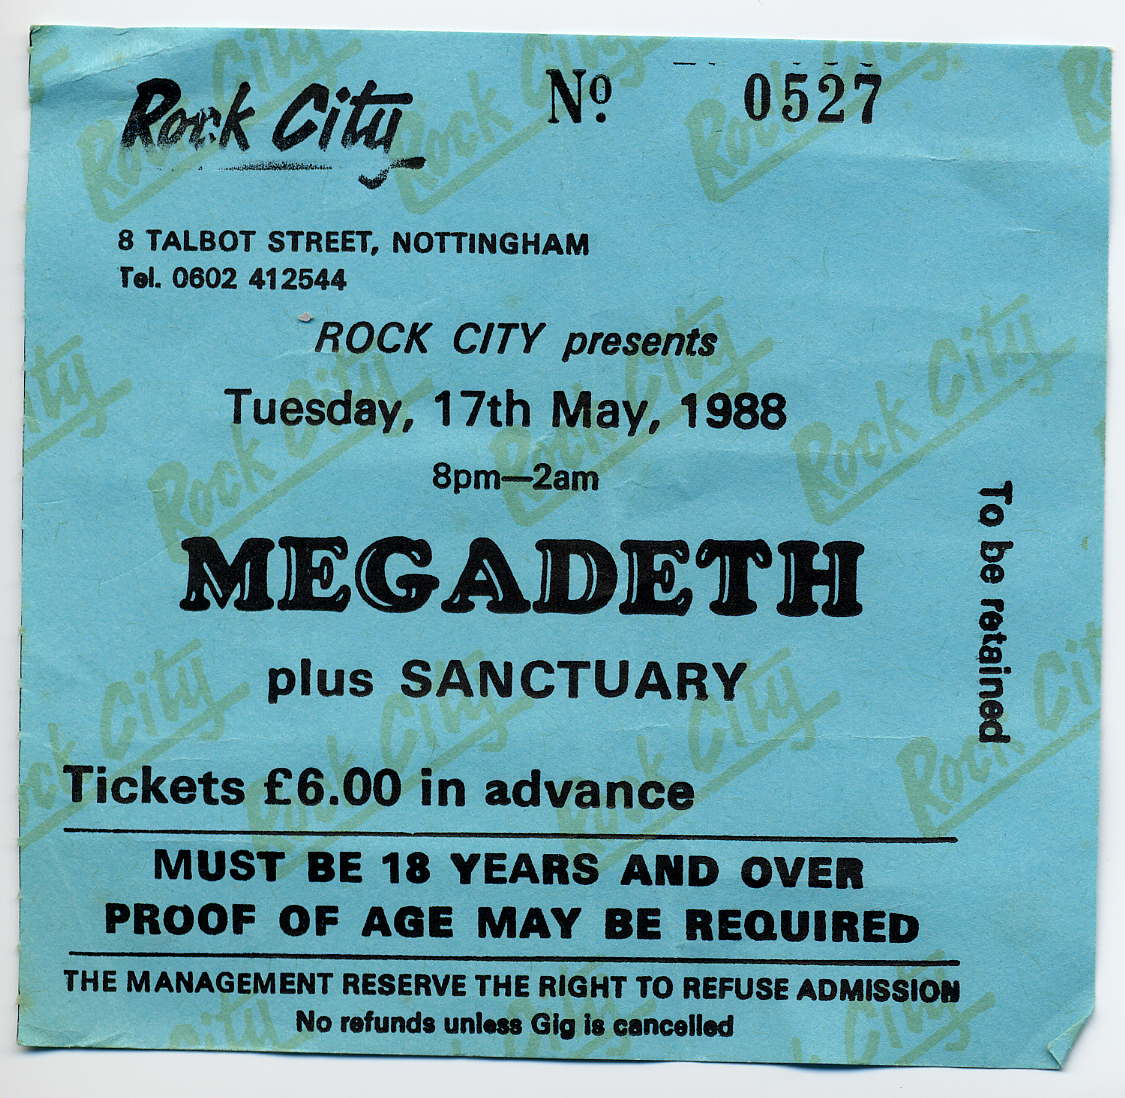 Rock City
No. 0527
8 TALBOT STREET, NOTTINGHAM
Tel. 0602 412544
ROCK CITY presents
Tuesday, 17th May, 1988
8pm—2am
MEGADETH
plus SANCTUARY
To be retained
Tickets £6.00 in advance
MUST BE 18 YEARS AND OVER
PROOF OF AGE MAY BE REQUIRED
THE MANAGEMENT RESERVE THE RIGHT TO REFUSE ADMISSION
No refunds unless Gig is cancelled